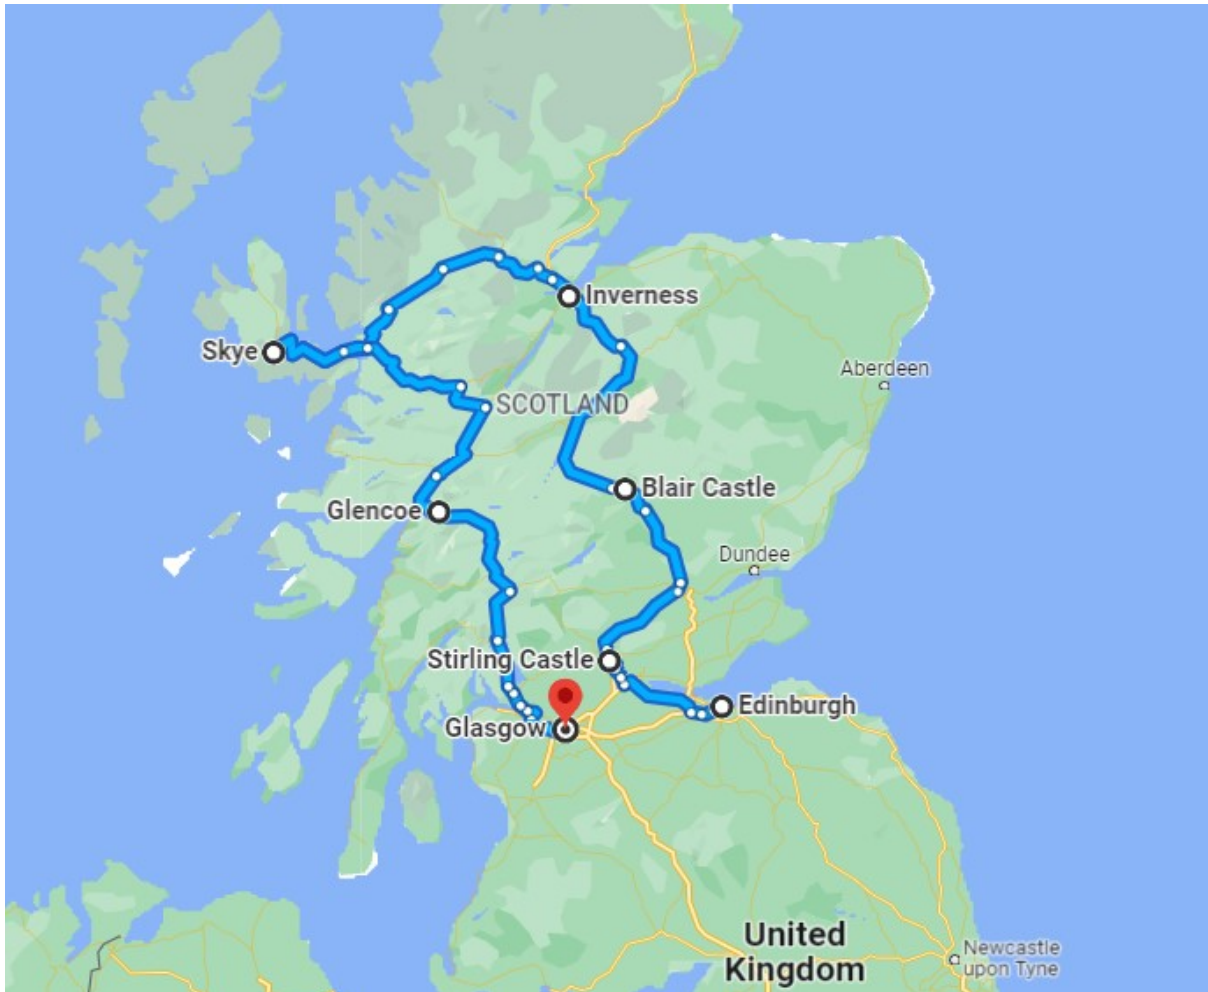 Inverness
Skye
Aberdeen
SCOTLAND
Blair Castle
Glencoe
Dundee
Stirling Castle
Edinburgh
Glasgow
United
Kingdom
Newcastle
upon Tyne